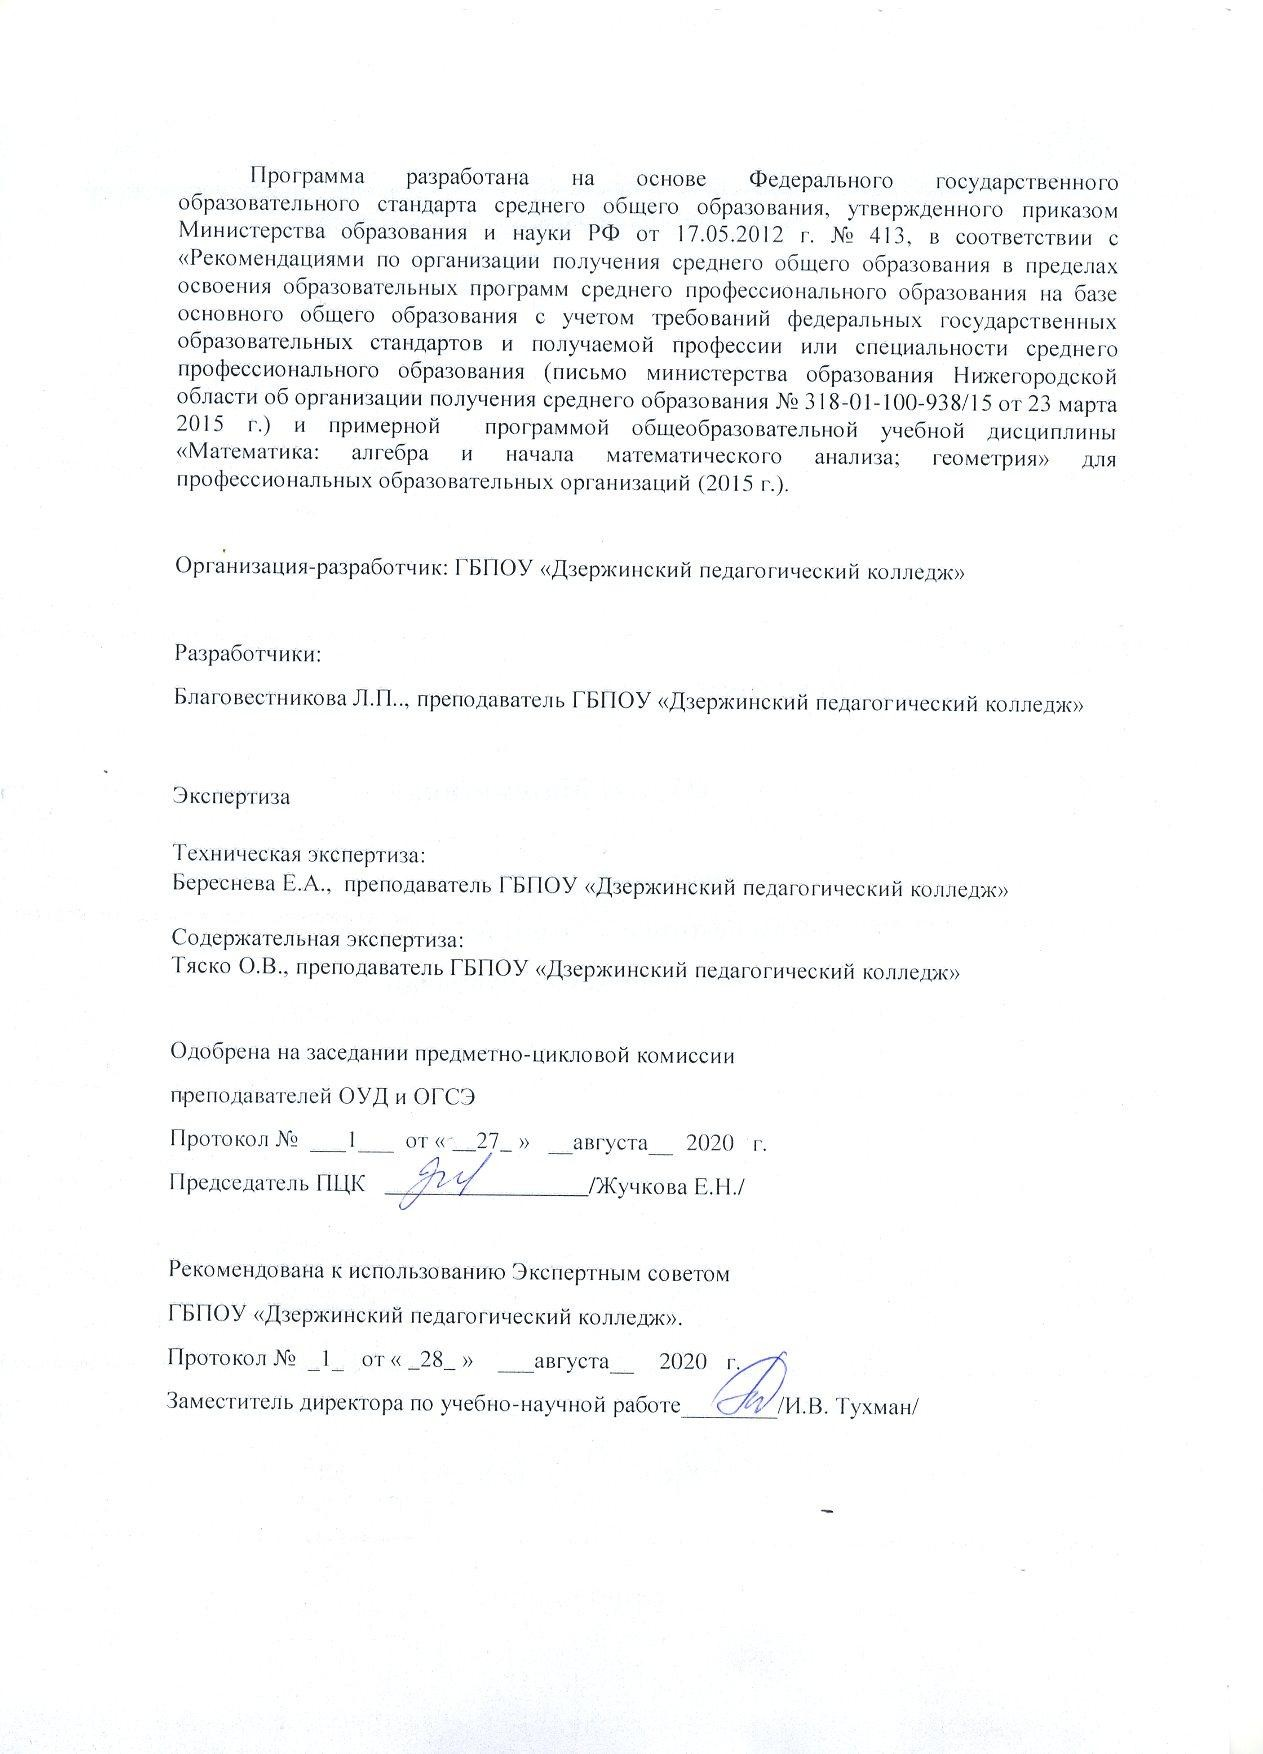 Программа разработана на основе Федерального государственного
образовательного стандарта среднего общего образования, утвержденного приказом
Министерства образования и науки РФ от 17.05.2012 г. № 413, в соответствии с
«Рекомендациями по организации получения среднего общего образования в пределах
освоения образовательных программ среднего профессионального образования на базе
основного общего образования с учетом требований федеральных государственных
образовательных стандартов и получаемой профессии или специальности среднего
профессионального образования (письмо министерства образования Нижегородской
области об организации получения среднего образования № 318-01-100-938/15 от 23 марта
2015 г.) и примерной программой общеобразовательной учебной дисциплины
«Математика: алгебра и начала математического анализа; геометрия» для
профессиональных образовательных организаций (2015 г.).
Организация-разработчик: ГБПОУ «Дзержинский педагогический колледж»
Разработчики:
Благовестникова Л.П.., преподаватель ГБПОУ «Дзержинский педагогический колледж»
Экспертиза
Техническая экспертиза:
Береснева Е.А., преподаватель ГБПОУ «Дзержинский педагогический колледж»
Содержательная экспертиза:
Тяско О.В., преподаватель ГБПОУ «Дзержинский педагогический колледж»
Одобрена на заседании предметно-цикловой комиссии
преподавателей ОУД и ОГСЭ
Протокол № ___1___ от « __27_ » __августа__ 2020 г.
Председатель ПЦК ________________/Жучкова Е.Н./
Рекомендована к использованию Экспертным советом
ГБПОУ «Дзержинский педагогический колледж».
Протокол № _1_ от « _28_ » ___августа__ 2020 г.
Заместитель директора по учебно-научной работе________/И.В. Тухман/